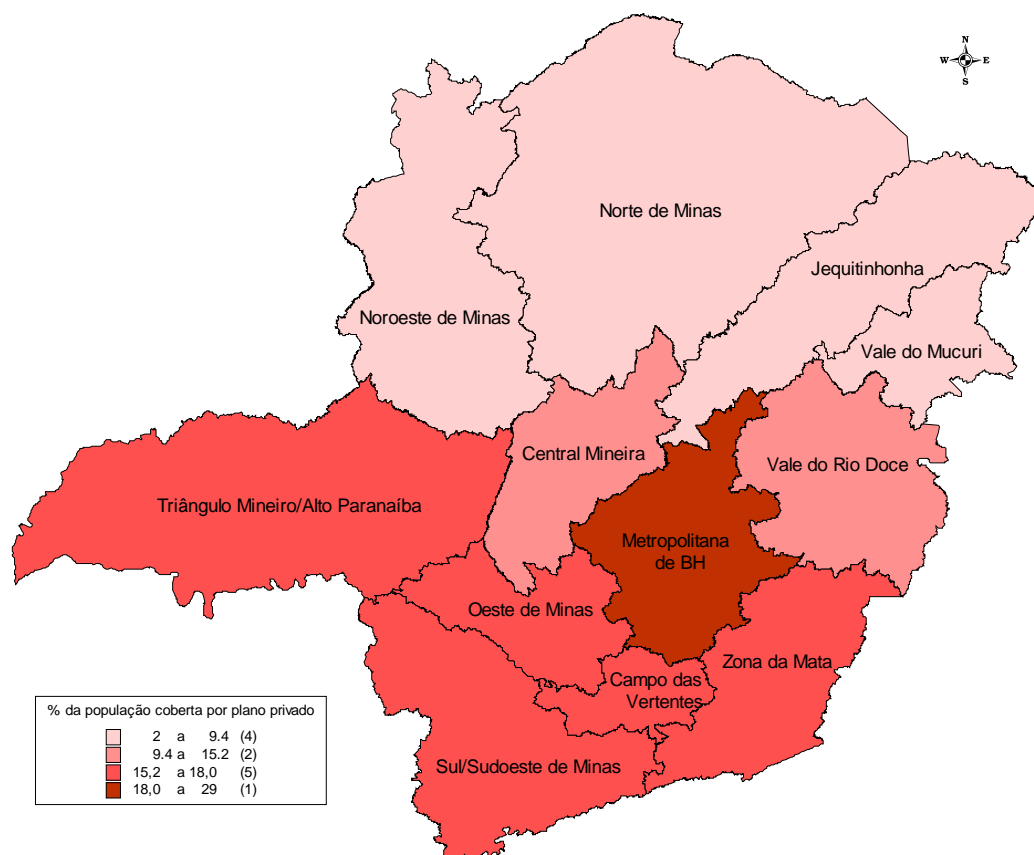 N
W E
S
Norte de Minas
Jequitinhonha
Noroeste de Minas
Vale do Mucuri
Central Mineira
Vale do Rio Doce
Triângulo Mineiro/Alto Paranaíba
Metropolitana
de BH
Oeste de Minas
Zona da Mata
Campo das
Vertentes
Sul/Sudoeste de Minas
% da população coberta por plano privado
2 a 9.4 (4)
9.4 a 15.2 (2)
15,2 a 18,0 (5)
18,0 a 29 (1)